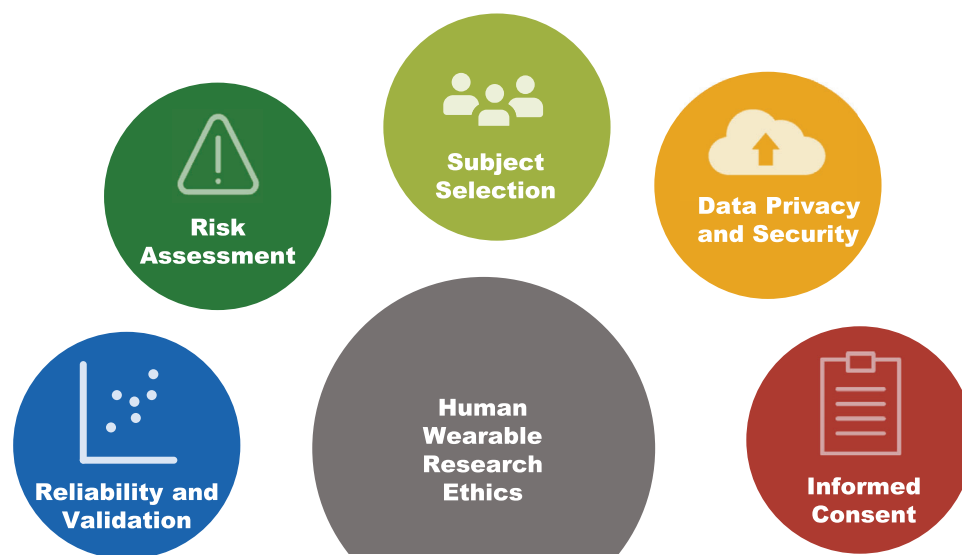 Subject
Selection
Data Privacy
and Security
Risk
Assessment
Human
Wearable
Research
Ethics
Reliability and
Validation
Informed
Consent